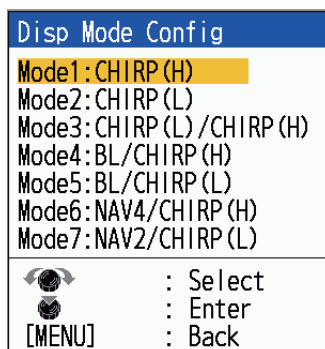 Disp Mode Config
Mode1:CHIRP(H)
Mode2:CHIRP(L)
Mode3:CHIRP(L)/CHIRP(H)
Mode4:BL/CHIRP(H)
Mode5:BL/CHIRP(L)
Mode6:NAV4/CHIRP(H)
Mode7:NAV2/CHIRP(L)
: Select
: Enter
[MENU] : Back